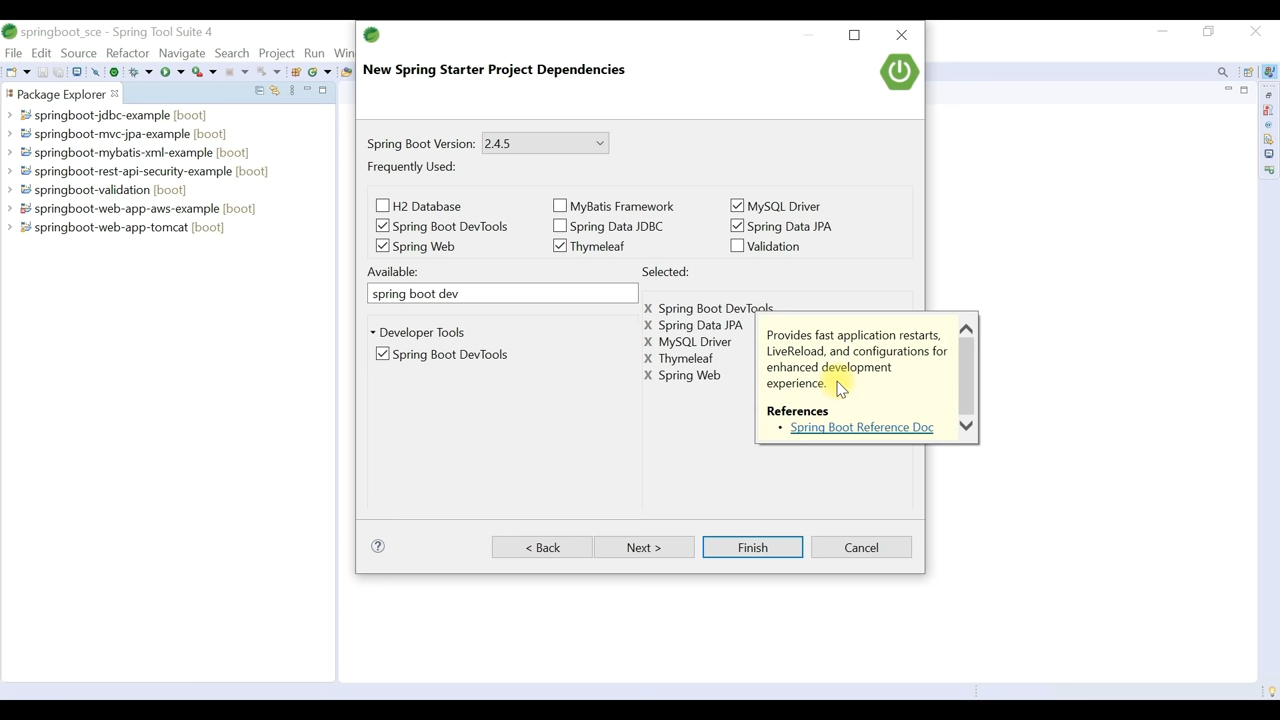 springboot_sce - Spring Tool Suite 4
File Edit Source Refactor Navigate Search Project Run Win
Package Explorer
springboot-jdbc-example [boot]
springboot-mvc-jpa-example [boot]
springboot-mybatis-xml-example [boot]
springboot-rest-api-security-example [boot]
springboot-validation [boot]
springboot-web-app-aws-example [boot]
springboot-web-app-tomcat [boot]
New Spring Starter Project Dependencies
Spring Boot Version: 2.4.5
Frequently Used:
H2 Database MyBatis Framework MySQL Driver
Spring Boot DevTools Spring Data JDBC Spring Data JPA
Spring Web Thymeleaf Validation
Available:
spring boot dev
Developer Tools
Spring Boot DevTools
Selected:
X Spring Boot DevTools
X Spring Data JPA
X MySQL Driver
X Thymeleaf
X Spring Web
Provides fast application restarts,
LiveReload, and configurations for
enhanced development
experience.
References
• Spring Boot Reference Doc
< Back Next > Finish Cancel